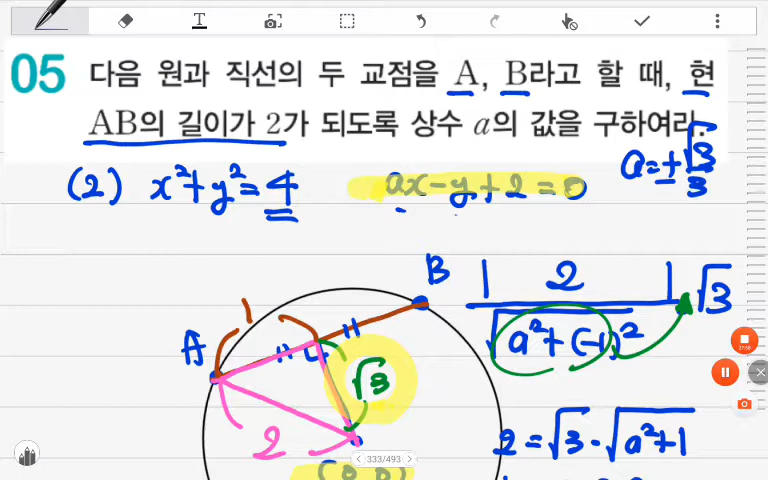 05 다음 원과 직선의 두 교점을 A, B라고 할 때, 현
AB의 길이가 2가 되도록 상수 a의 값을 구하여라.
a=±√3/3
(2) x²+y²=4 ax-y+2=0
B
|2|/√(a²+(-1)²) √3
1
A
√3
2
2=√3·√(a²+1)
333/493